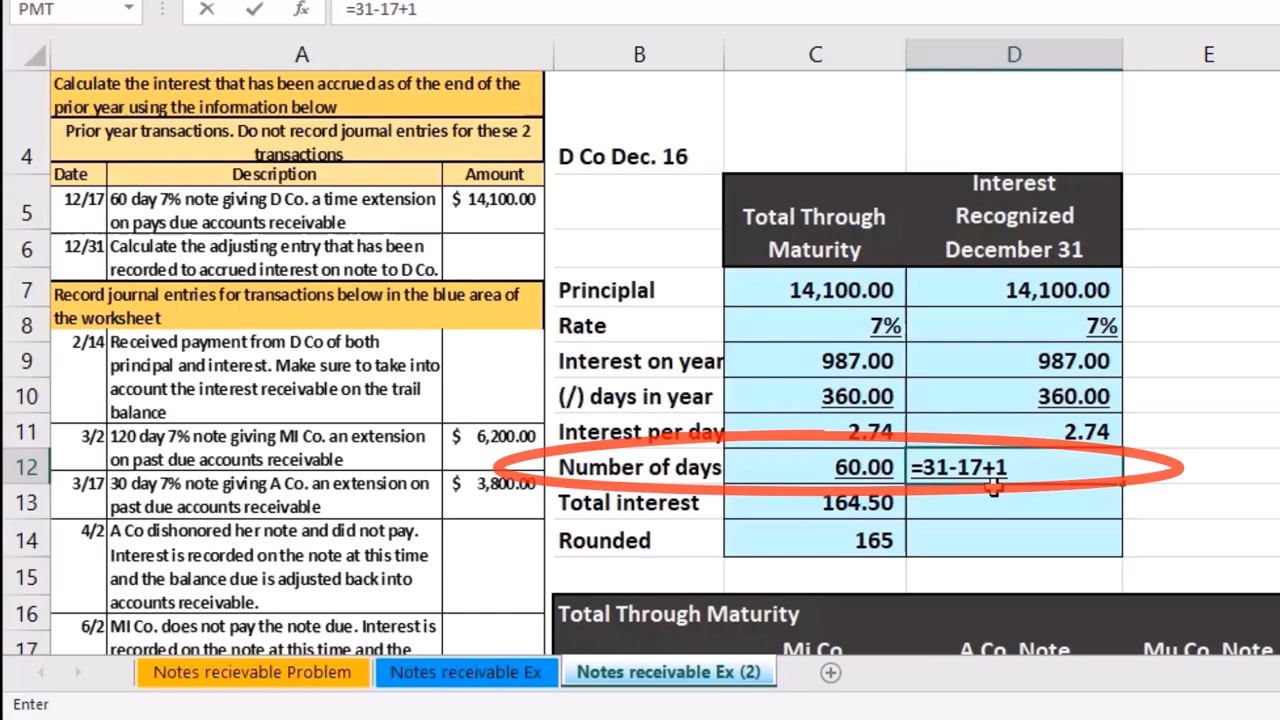 PMT
=31-17+1
A B C D E
Calculate the interest that has been accrued as of the end of the
prior year using the information below
Prior year transactions. Do not record journal entries for these 2
transactions
4 D Co Dec. 16
Date Description Amount
12/17 60 day 7% note giving D Co. a time extension $ 14,100.00
on pays due accounts receivable
12/31 Calculate the adjusting entry that has been
recorded to accrued interest on note to D Co.
Record journal entries for transactions below in the blue area of
the worksheet
2/14 Received payment from D Co of both
principal and interest. Make sure to take into
account the interest receivable on the trail
balance
3/2 120 day 7% note giving MI Co. an extension $ 6,200.00
on past due accounts receivable
3/17 30 day 7% note giving A Co. an extension on $ 3,800.00
past due accounts receivable
4/2 A Co dishonored her note and did not pay.
Interest is recorded on the note at this time
and the balance due is adjusted back into
accounts receivable.
6/2 MI Co. does not pay the note due. Interest is
recorded on the note at this time and the
5
6
Total Through
Maturity
Interest
Recognized
December 31
7 Principlal 14,100.00 14,100.00
8 Rate 7% 7%
9 Interest on year 987.00 987.00
10 (/) days in year 360.00 360.00
11 Interest per day 2.74 2.74
12 Number of days 60.00 =31-17+1
13 Total interest 164.50
14 Rounded 165
15
16 Total Through Maturity
17 Mi Co. A Co. Note Mu Co. Note
Notes recievable Problem Notes receivable Ex Notes receivable Ex (2)
Enter